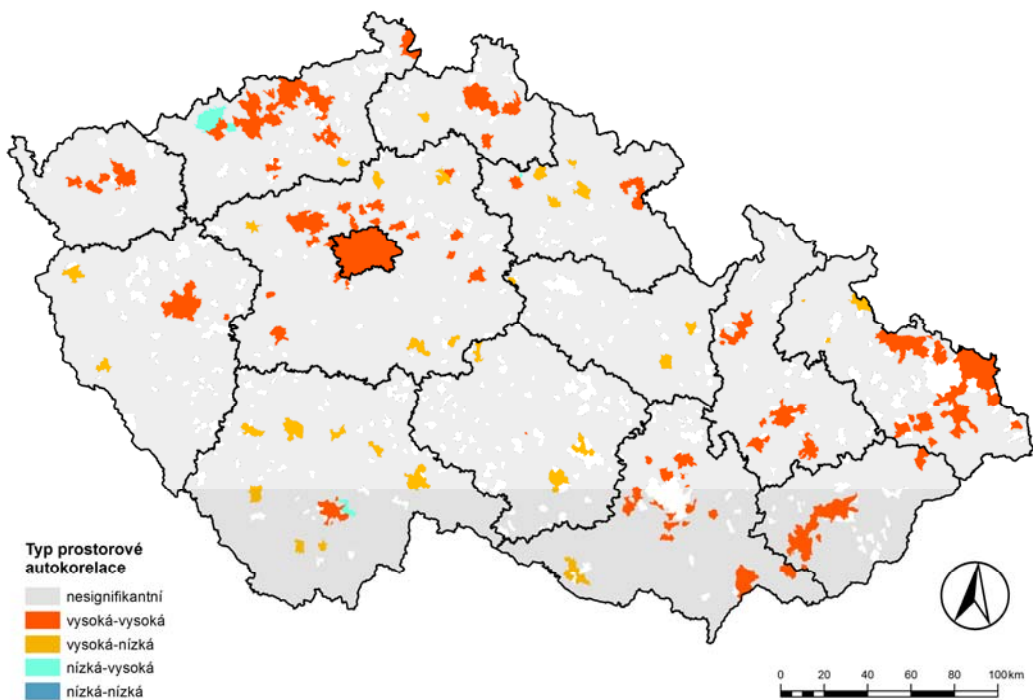 Typ prostorové
autokorelace
nesignifikantní
vysoká-vysoká
vysoká-nízká
nízká-vysoká
nízká-nízká
0 20 40 60 80 100km